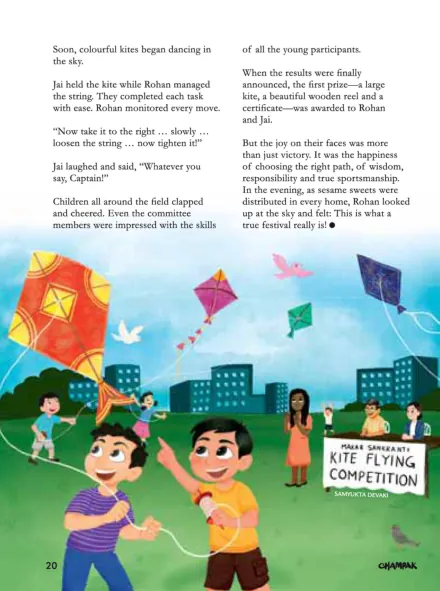 Soon, colourful kites began dancing in
the sky.
Jai held the kite while Rohan managed
the string. They completed each task
with ease. Rohan monitored every move.
“Now take it to the right … slowly …
loosen the string … now tighten it!”
Jai laughed and said, “Whatever you
say, Captain!”
Children all around the field clapped
and cheered. Even the committee
members were impressed with the skills
of all the young participants.
When the results were finally
announced, the first prize—a large
kite, a beautiful wooden reel and a
certificate—was awarded to Rohan
and Jai.
But the joy on their faces was more
than just victory. It was the happiness
of choosing the right path, of wisdom,
responsibility and true sportsmanship.
In the evening, as sesame sweets were
distributed in every home, Rohan looked
up at the sky and felt: This is what a
true festival really is!
MAKAR SANKRANTI
KITE FLYING
COMPETITION
SAMYUKTA DEVAKI
20
CHAMPAK